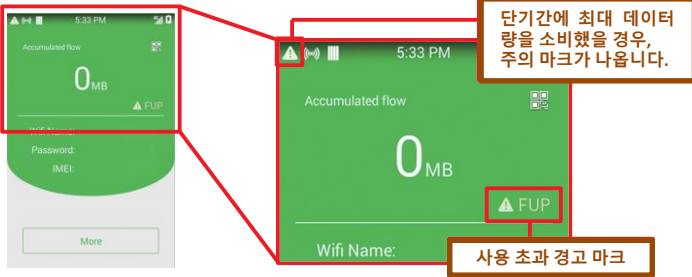 5:33 PM
Accumulated flow
0MB
FUP
Wifi Name:
Password:
IMEI:
More
5:33 PM
Accumulated flow
0MB
FUP
Wifi Name:
단기간에 최대 데이터
량을 소비했을 경우,
주의 마크가 나옵니다.
사용 초과 경고 마크